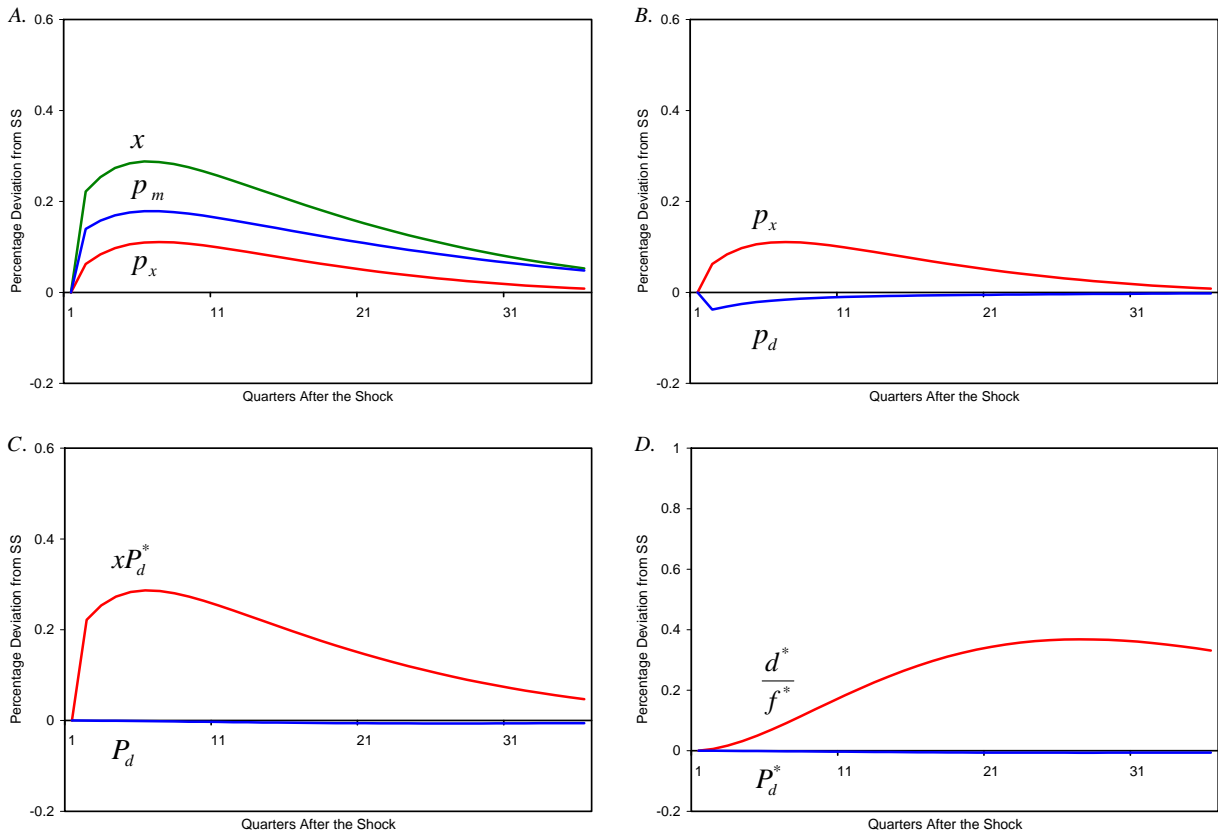 A.
Percentage Deviation from SS
0.6
0.4
0.2
0
-0.2
x
p_m
p_x
1 11 21 31
Quarters After the Shock
B.
Percentage Deviation from SS
0.6
0.4
0.2
0
-0.2
p_x
p_d
1 11 21 31
Quarters After the Shock
C.
Percentage Deviation from SS
0.6
0.4
0.2
0
-0.2
xP_d^*
P_d
1 11 21 31
Quarters After the Shock
D.
Percentage Deviation from SS
1
0.8
0.6
0.4
0.2
0
-0.2
d^*
f^*
P_d^*
1 11 21 31
Quarters After the Shock